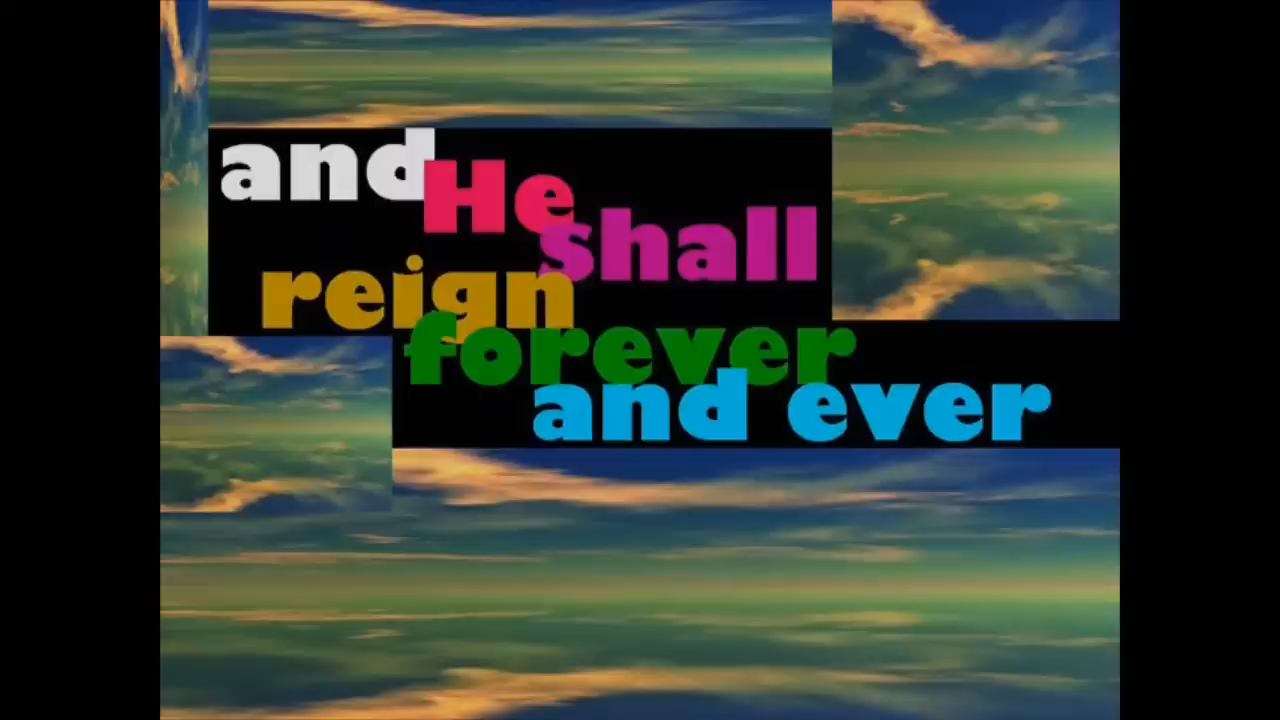 and
He
shall
reign
forever
and ever